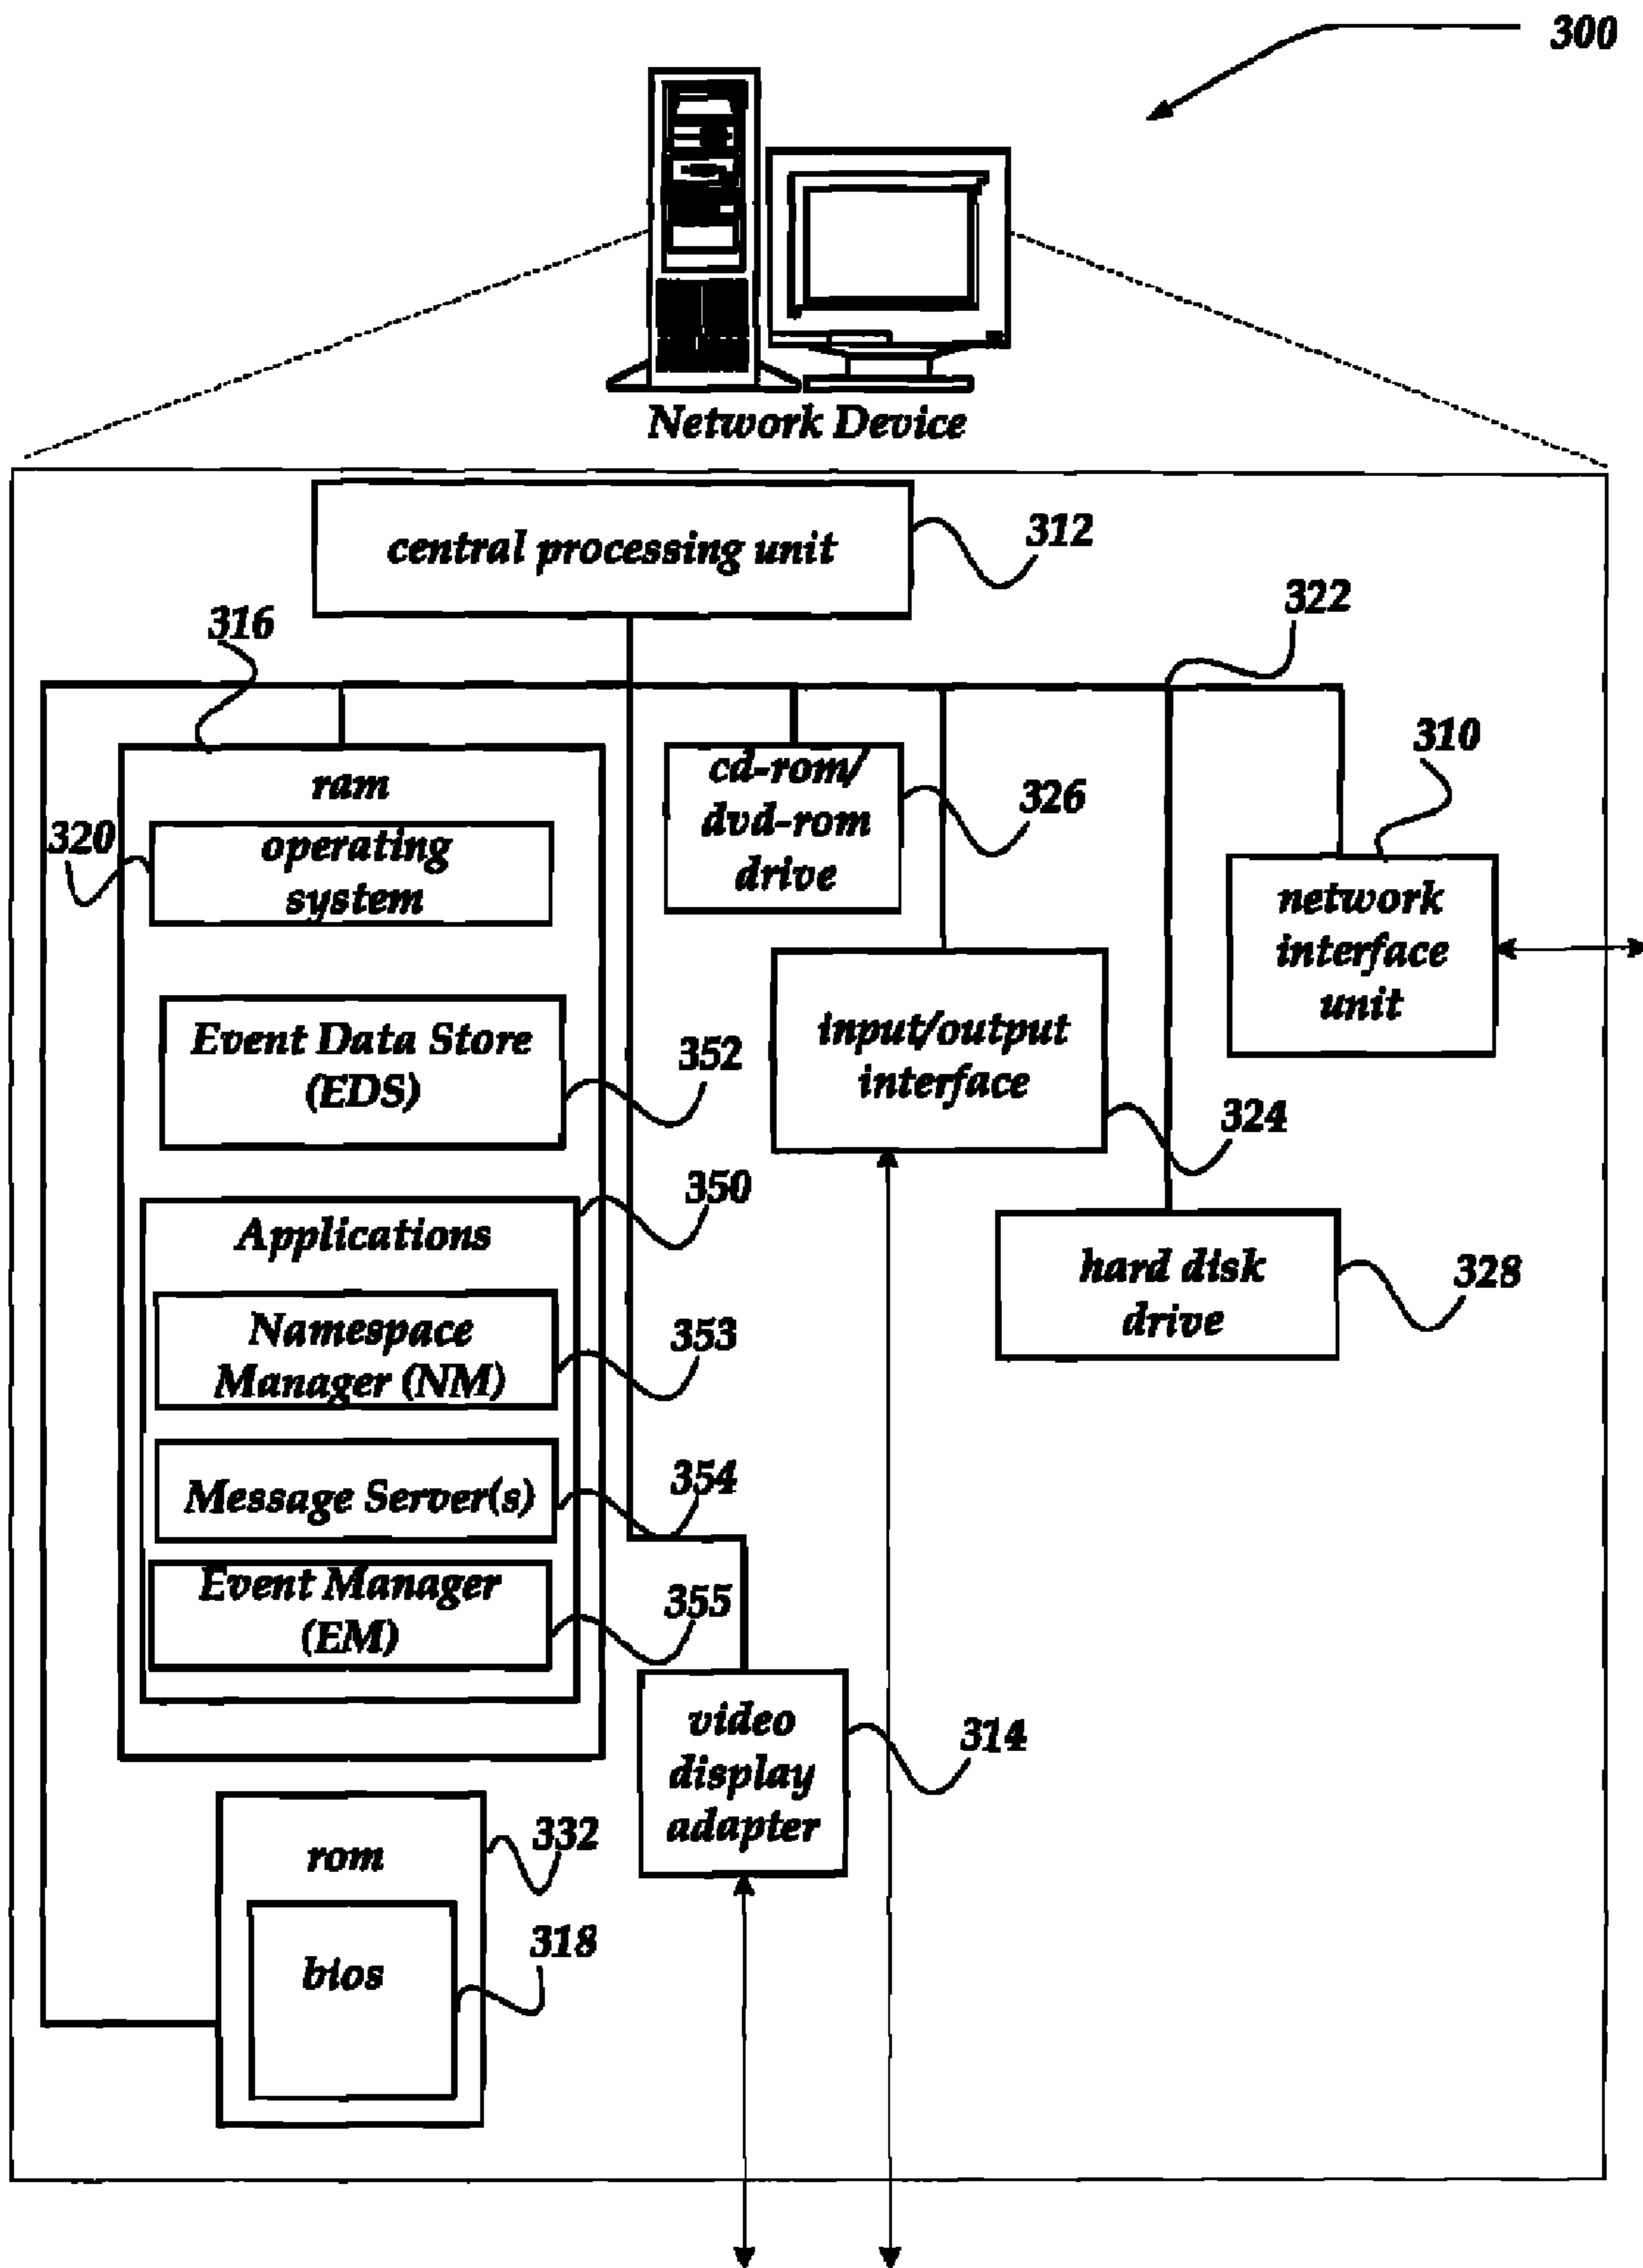 300
Network Device
central processing unit
312
322
316
ram
320
operating
system
cd-rom/
dvd-rom
drive
326
310
network
interface
unit
Event Data Store
(EDS)
352
input/output
interface
324
350
Applications
hard disk
drive
328
Namespace
Manager (NM)
353
Message Server(s)
354
Event Manager
(EM)
355
video
display
adapter
314
rom
332
bios
318